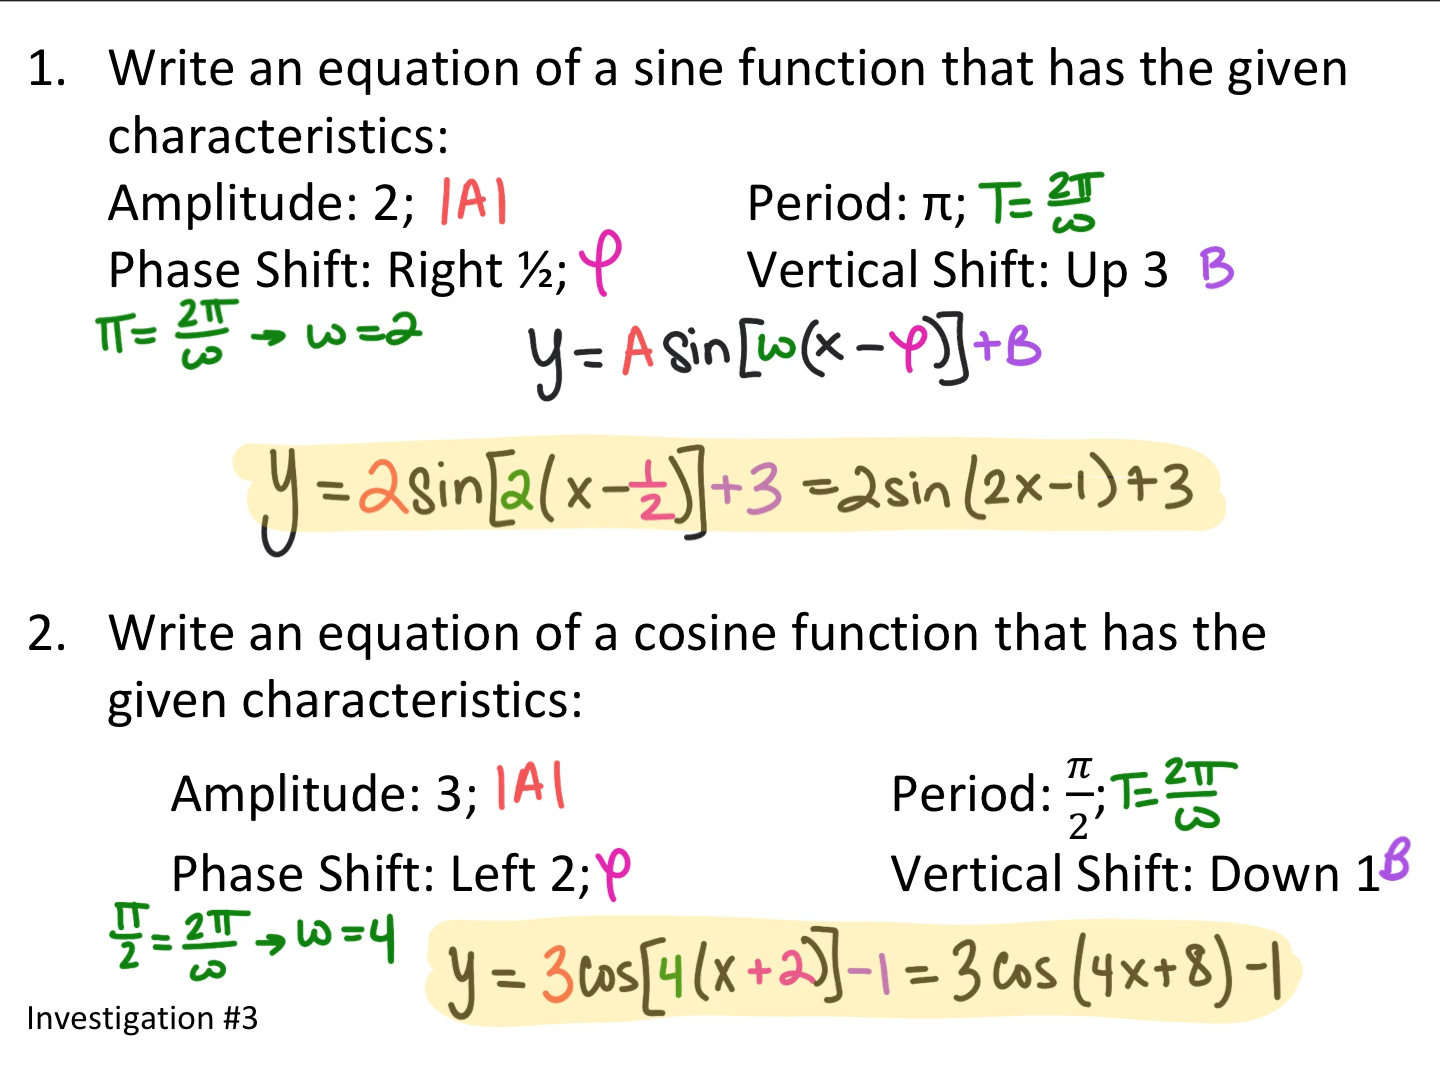 1. Write an equation of a sine function that has the given
characteristics:
Amplitude: 2; |A| Period: π; T= 2π/ω
Phase Shift: Right ½; φ Vertical Shift: Up 3 B
π= 2π/ω → ω=2
y= A sin[ω(x-φ)]+B
y=2sin[2(x-1/2)]+3 =2sin(2x-1)+3
2. Write an equation of a cosine function that has the
given characteristics:
Amplitude: 3; |A| Period: π/2; T= 2π/ω
Phase Shift: Left 2; φ Vertical Shift: Down 1 B
π/2 = 2π/ω → ω=4
y = 3cos[4(x+2)]-1 = 3cos(4x+8)-1
Investigation #3